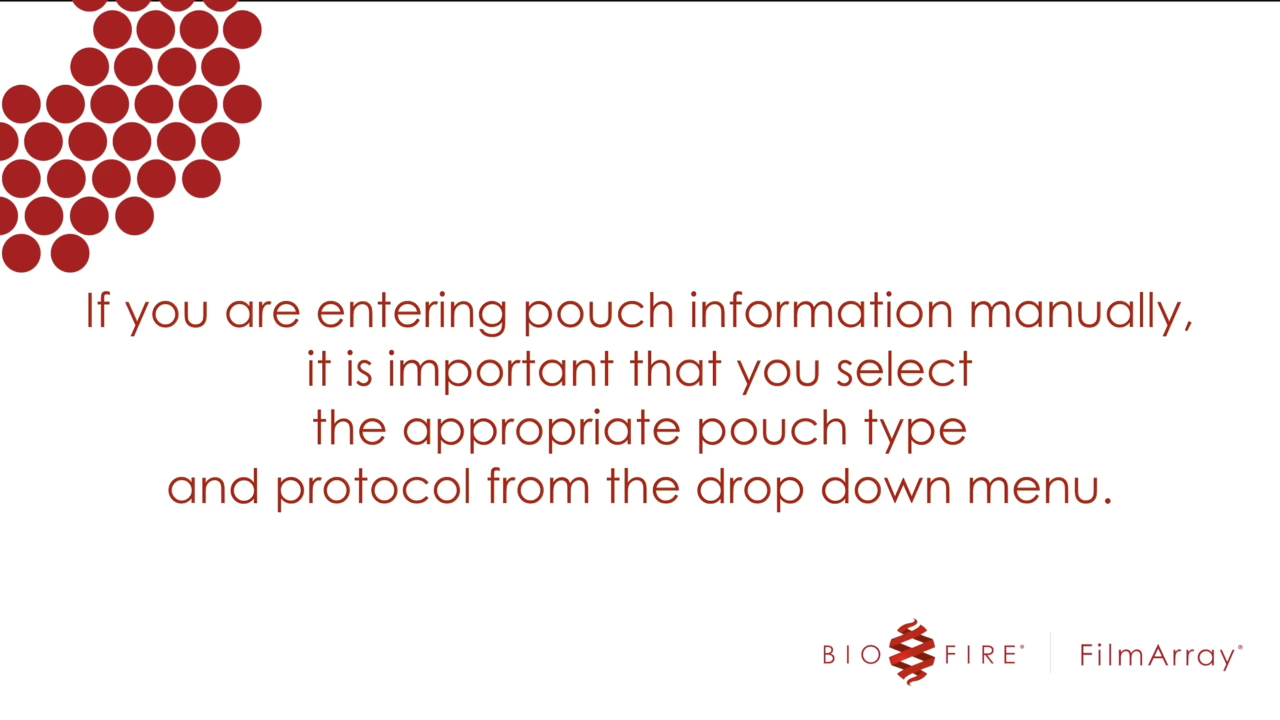 If you are entering pouch information manually,
it is important that you select
the appropriate pouch type
and protocol from the drop down menu.
BIO FIRE® | FilmArray®